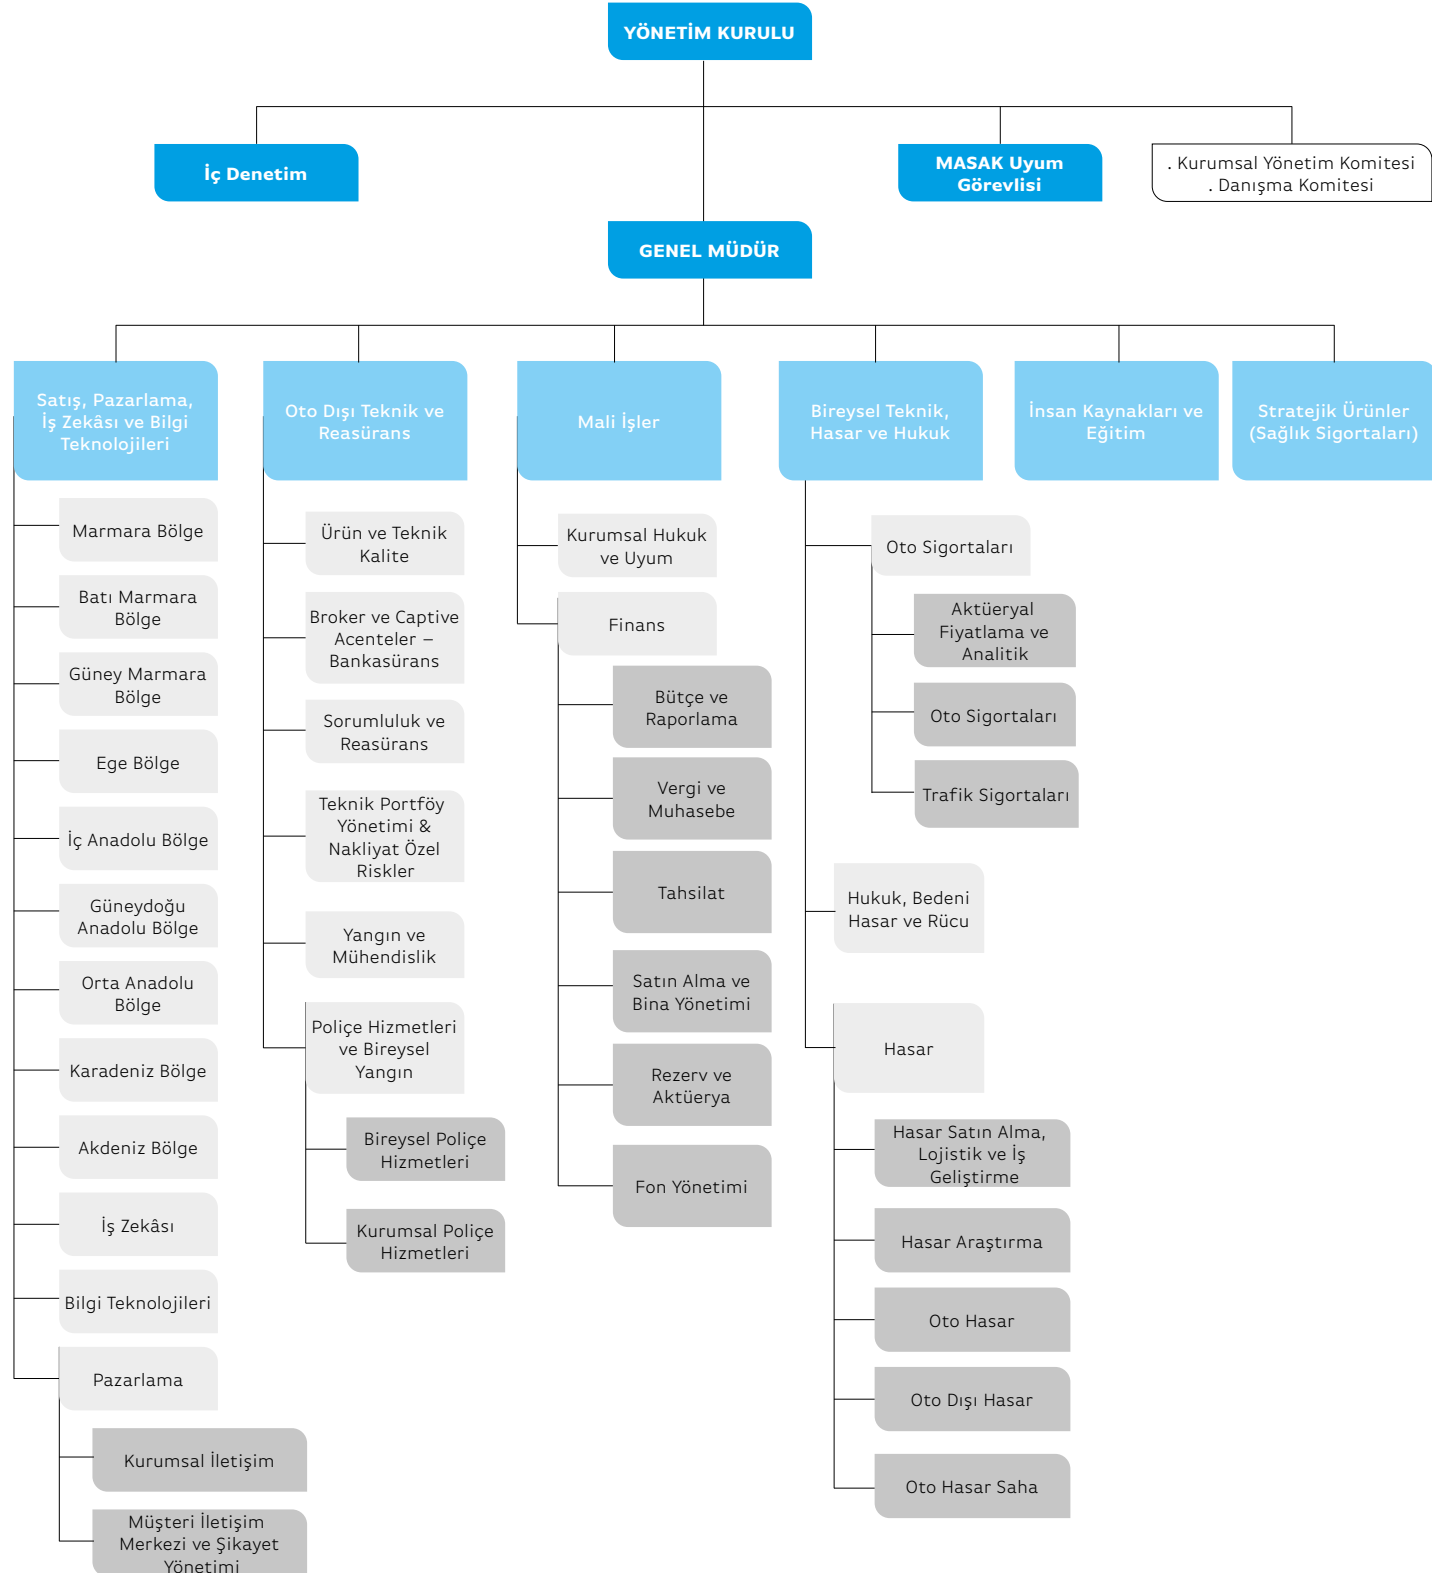 YÖNETİM KURULU
İç Denetim
MASAK Uyum
Görevlisi
. Kurumsal Yönetim Komitesi
. Danışma Komitesi
GENEL MÜDÜR
Satış, Pazarlama,
İş Zekâsı ve Bilgi
Teknolojileri
Oto Dışı Teknik ve
Reasürans
Mali İşler
Bireysel Teknik,
Hasar ve Hukuk
İnsan Kaynakları ve
Eğitim
Stratejik Ürünler
(Sağlık Sigortaları)
Marmara Bölge
Batı Marmara
Bölge
Güney Marmara
Bölge
Ege Bölge
İç Anadolu Bölge
Güneydoğu
Anadolu Bölge
Orta Anadolu
Bölge
Karadeniz Bölge
Akdeniz Bölge
İş Zekâsı
Bilgi Teknolojileri
Pazarlama
Kurumsal İletişim
Müşteri İletişim
Merkezi ve Şikayet
Yönetimi
Ürün ve Teknik
Kalite
Broker ve Captive
Acenteler –
Bankasürans
Sorumluluk ve
Reasürans
Teknik Portföy
Yönetimi &
Nakliyat Özel
Riskler
Yangın ve
Mühendislik
Poliçe Hizmetleri
ve Bireysel
Yangın
Bireysel Poliçe
Hizmetleri
Kurumsal Poliçe
Hizmetleri
Kurumsal Hukuk
ve Uyum
Finans
Bütçe ve
Raporlama
Vergi ve
Muhasebe
Tahsilat
Satın Alma ve
Bina Yönetimi
Rezerv ve
Aktüerya
Fon Yönetimi
Oto Sigortaları
Aktüeryal
Fiyatlama ve
Analitik
Oto Sigortaları
Trafik Sigortaları
Hukuk, Bedeni
Hasar ve Rücu
Hasar
Hasar Satın Alma,
Lojistik ve İş
Geliştirme
Hasar Araştırma
Oto Hasar
Oto Dışı Hasar
Oto Hasar Saha